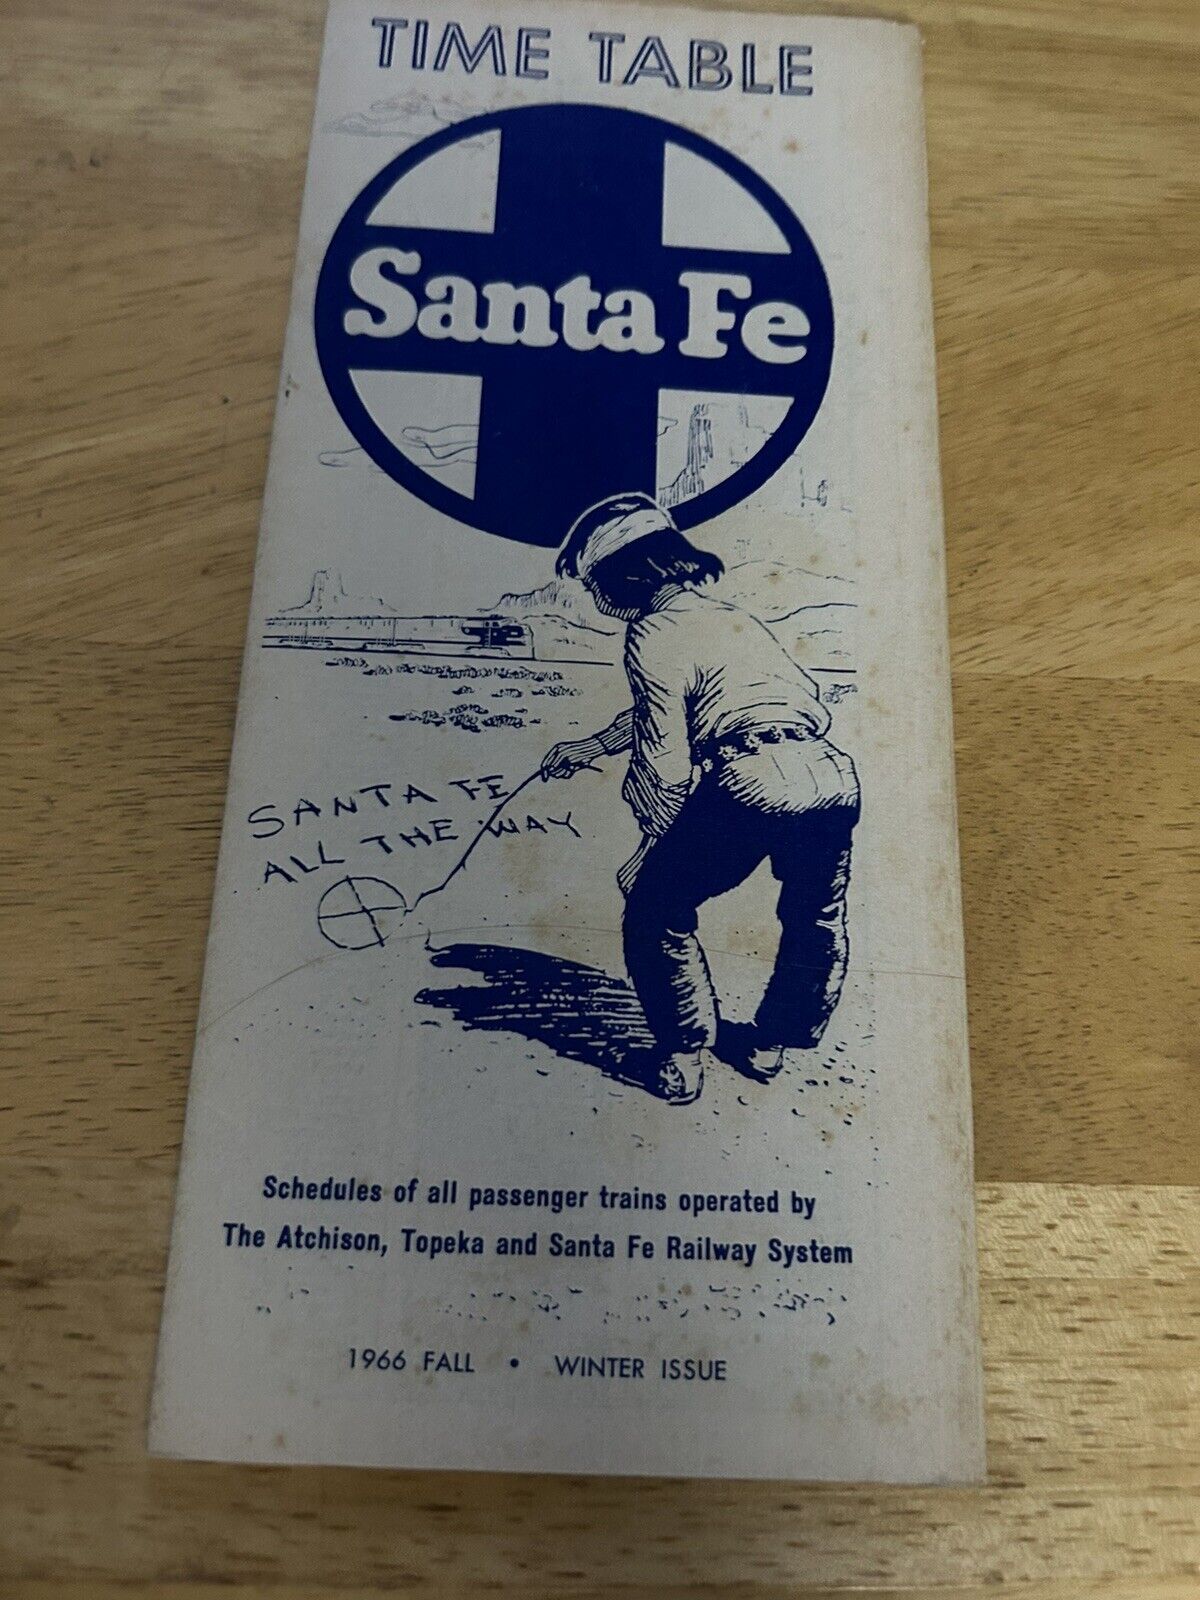 TIME TABLE
Santa Fe
SANTA FE
ALL THE WAY
Schedules of all passenger trains operated by
The Atchison, Topeka and Santa Fe Railway System
1966 FALL • WINTER ISSUE